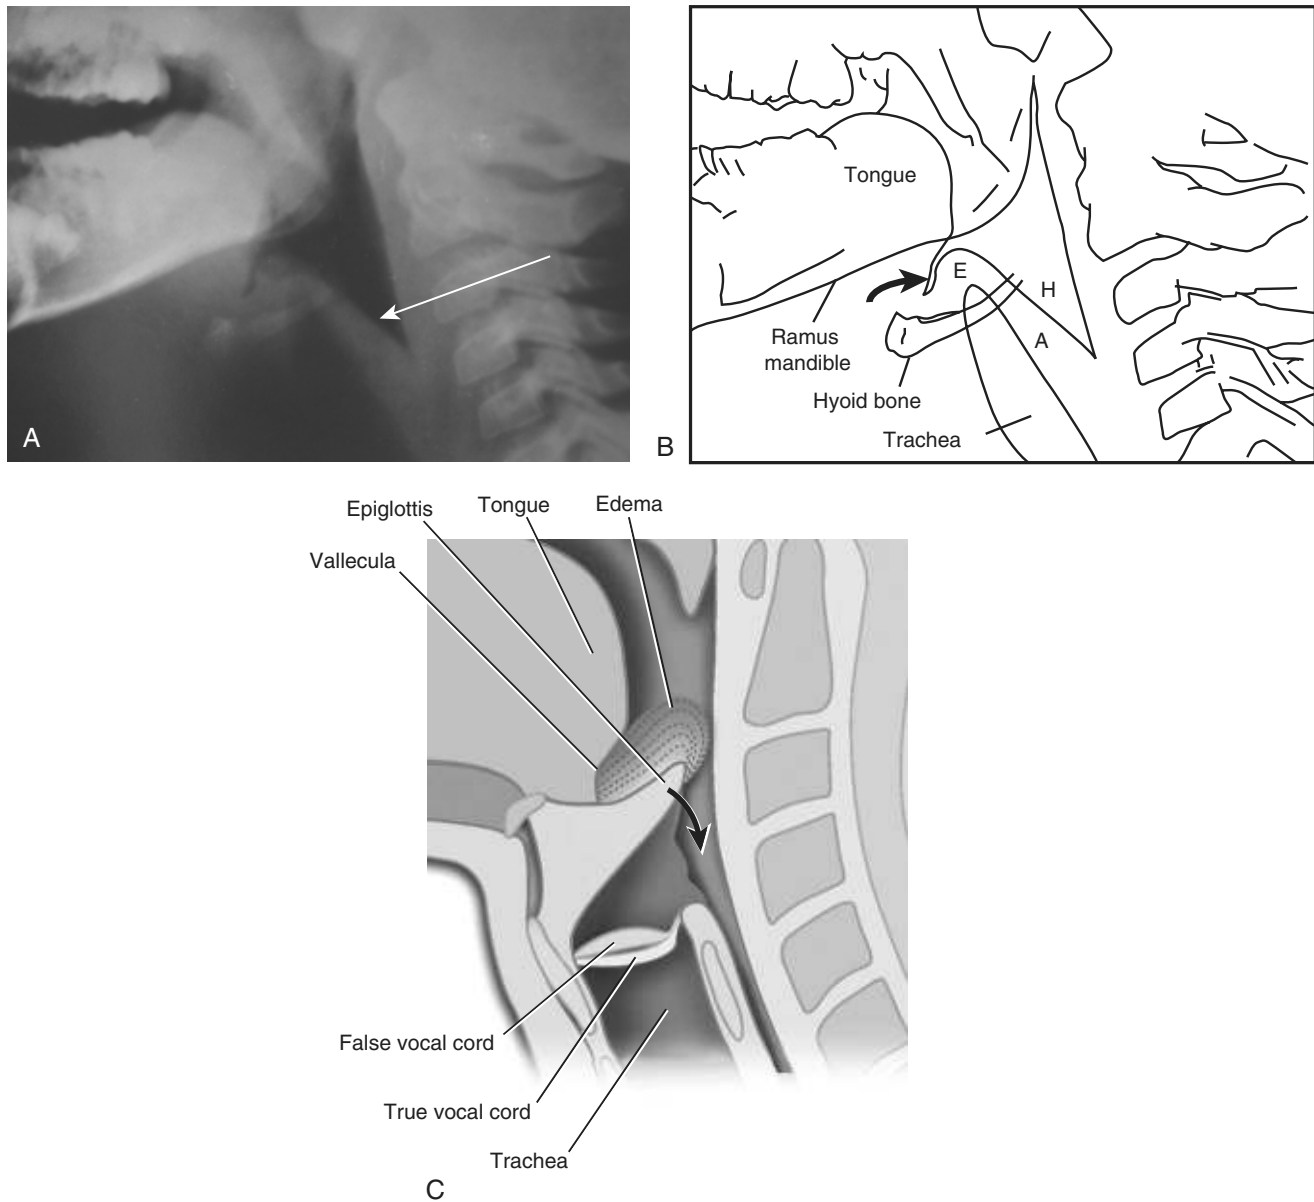 A
B
Tongue
E
H
A
Ramus
mandible
Hyoid bone
Trachea
Epiglottis
Tongue
Edema
Vallecula
False vocal cord
True vocal cord
Trachea
C